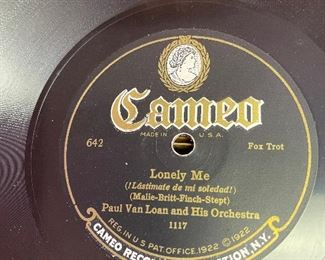 Cameo
MADE IN U.S.A.
642
Fox Trot
Lonely Me
(¡Lástimate de mi soledad!)
(Malie-Britt-Finch-Stept)
Paul Van Loan and His Orchestra
1117
REG. IN U.S PAT. OFFICE. 1922 © 1922
CAMEO RECORD N.Y.